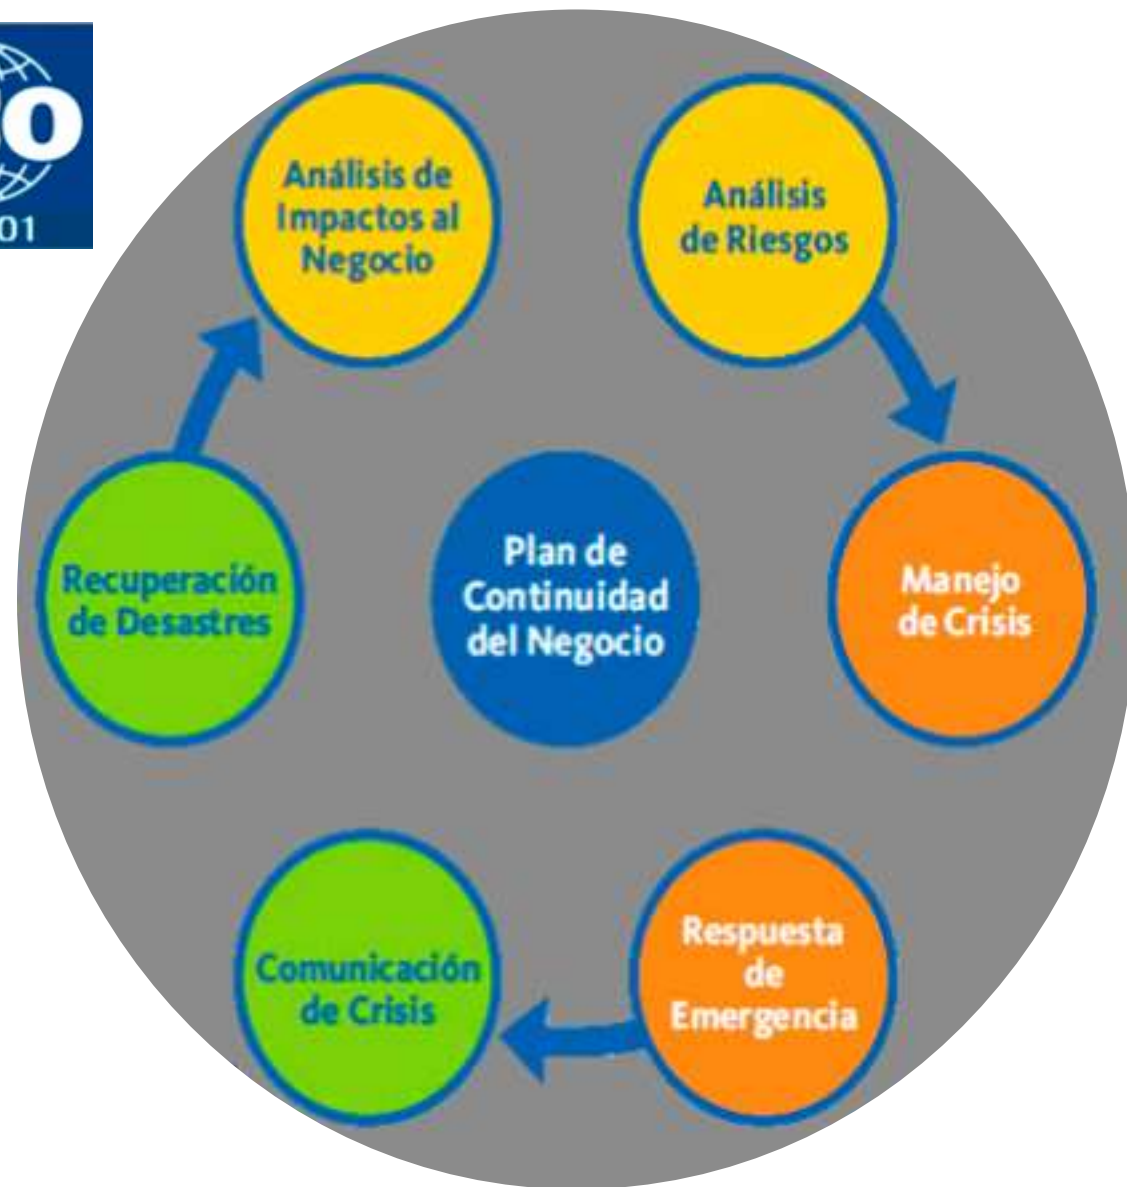 01
Análisis de
Impactos al
Negocio
Análisis
de Riesgos
Recuperación
de Desastres
Plan de
Continuidad
del Negocio
Manejo
de Crisis
Comunicación
de Crisis
Respuesta
de
Emergencia